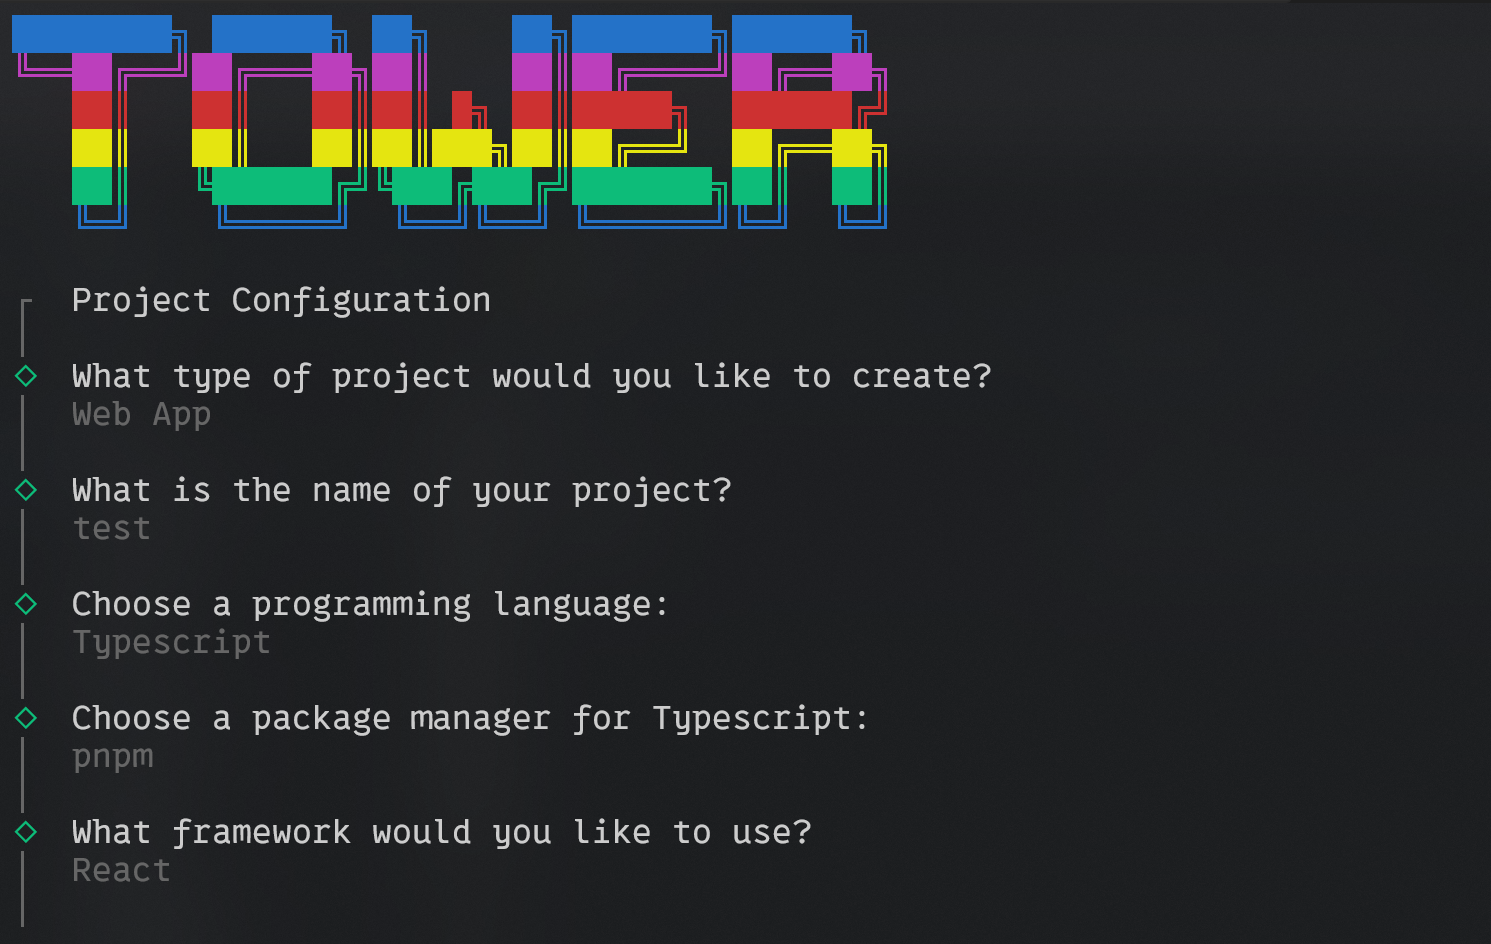 TOWER
Project Configuration
What type of project would you like to create?
Web App
What is the name of your project?
test
Choose a programming language:
Typescript
Choose a package manager for Typescript:
pnpm
What framework would you like to use?
React